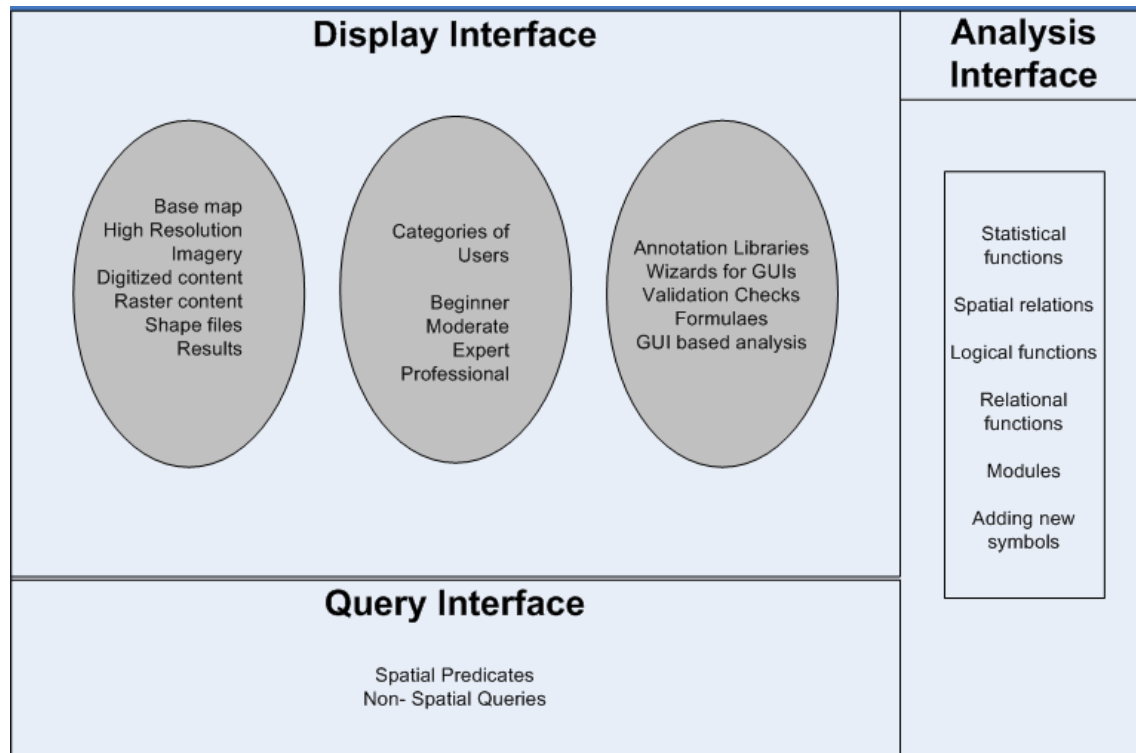 Display Interface
Base map
High Resolution
Imagery
Digitized content
Raster content
Shape files
Results
Categories of
Users
Beginner
Moderate
Expert
Professional
Annotation Libraries
Wizards for GUIs
Validation Checks
Formulaes
GUI based analysis
Analysis
Interface
Statistical
functions
Spatial relations
Logical functions
Relational
functions
Modules
Adding new
symbols
Query Interface
Spatial Predicates
Non- Spatial Queries